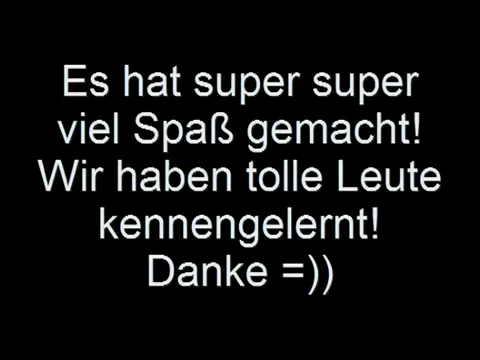 Es hat super super
viel Spaß gemacht!
Wir haben tolle Leute
kennengelernt!
Danke =))